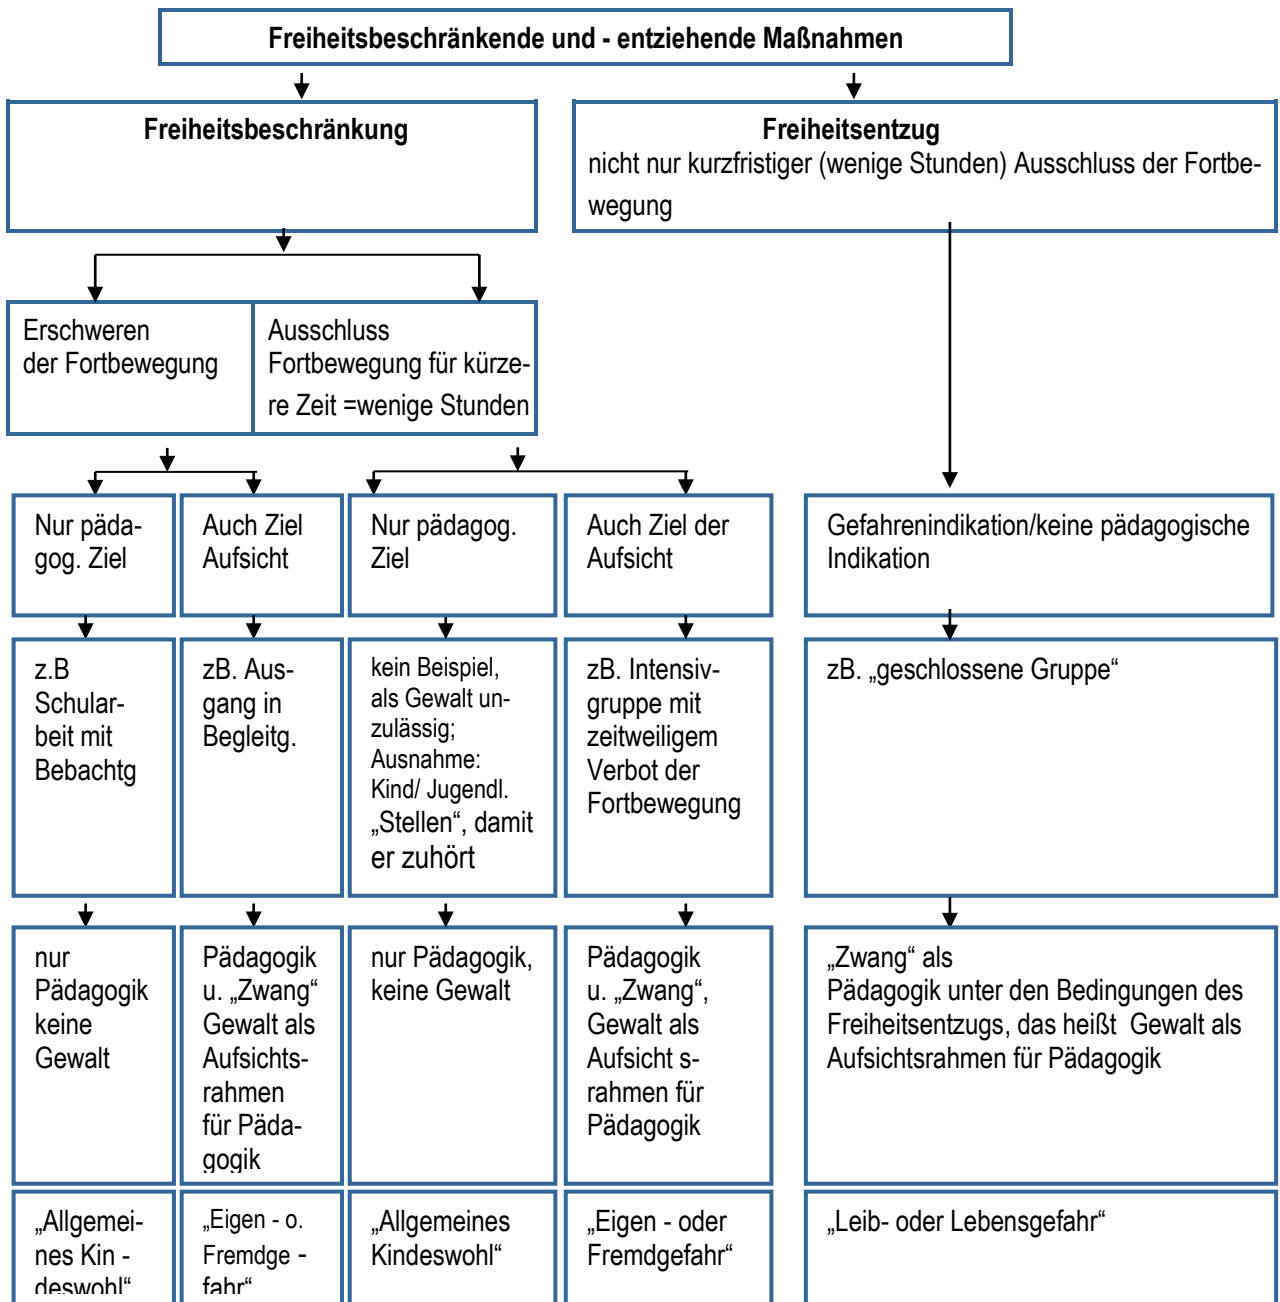 Freiheitsbeschränkende und - entziehende Maßnahmen
Freiheitsbeschränkung
Freiheitsentzug
nicht nur kurzfristiger (wenige Stunden) Ausschluss der Fortbe-
wegung
Erschweren
der Fortbewegung
Ausschluss
Fortbewegung für kürze-
re Zeit =wenige Stunden
Nur päda-
gog. Ziel
Auch Ziel
Aufsicht
Nur pädagog.
Ziel
Auch Ziel der
Aufsicht
Gefahrenindikation/keine pädagogische
Indikation
z.B
Schular-
beit mit
Bebachtg
zB. Aus-
gang in
Begleitg.
kein Beispiel,
als Gewalt un-
zulässig;
Ausnahme:
Kind/ Jugendl.
„Stellen“, damit
er zuhört
zB. Intensiv-
gruppe mit
zeitweiligem
Verbot der
Fortbewegung
zB. „geschlossene Gruppe“
nur
Pädagogik
keine
Gewalt
Pädagogik
u. „Zwang“
Gewalt als
Aufsichts-
rahmen
für Päda-
gogik
nur Pädagogik,
keine Gewalt
Pädagogik
u. „Zwang“,
Gewalt als
Aufsicht s-
rahmen für
Pädagogik
„Zwang“ als
Pädagogik unter den Bedingungen des
Freiheitsentzugs, das heißt Gewalt als
Aufsichtsrahmen für Pädagogik
„Allgemei-
nes Kin -
deswohl“
„Eigen - o.
Fremdge -
fahr“
„Allgemeines
Kindeswohl“
„Eigen - oder
Fremdgefahr“
„Leib- oder Lebensgefahr“